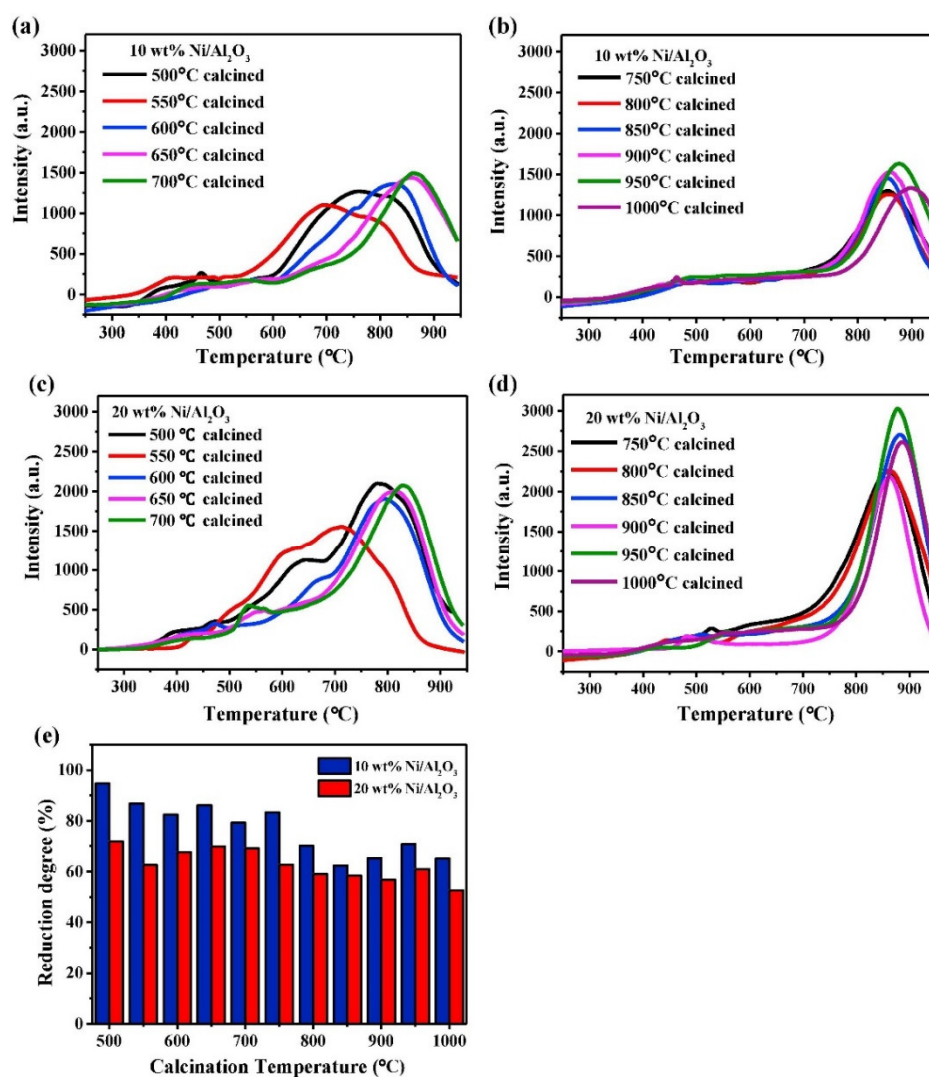 (a)
10 wt% Ni/Al₂O₃
500°C calcined
550°C calcined
600°C calcined
650°C calcined
700°C calcined
3000
2500
2000
1500
1000
500
0
Intensity (a.u.)
300 400 500 600 700 800 900
Temperature (°C)
(b)
10 wt% Ni/Al₂O₃
750°C calcined
800°C calcined
850°C calcined
900°C calcined
950°C calcined
1000°C calcined
3000
2500
2000
1500
1000
500
0
Intensity (a.u.)
300 400 500 600 700 800 900
Temperature (°C)
(c)
20 wt% Ni/Al₂O₃
500 °C calcined
550 °C calcined
600 °C calcined
650 °C calcined
700 °C calcined
3000
2500
2000
1500
1000
500
0
Intensity (a.u.)
300 400 500 600 700 800 900
Temperature (°C)
(d)
20 wt% Ni/Al₂O₃
750°C calcined
800°C calcined
850°C calcined
900°C calcined
950°C calcined
1000°C calcined
3000
2500
2000
1500
1000
500
0
Intensity (a.u.)
300 400 500 600 700 800 900
Temperature (°C)
(e)
10 wt% Ni/Al₂O₃
20 wt% Ni/Al₂O₃
100
80
60
40
20
0
Reduction degree (%)
500 600 700 800 900 1000
Calcination Temperature (°C)